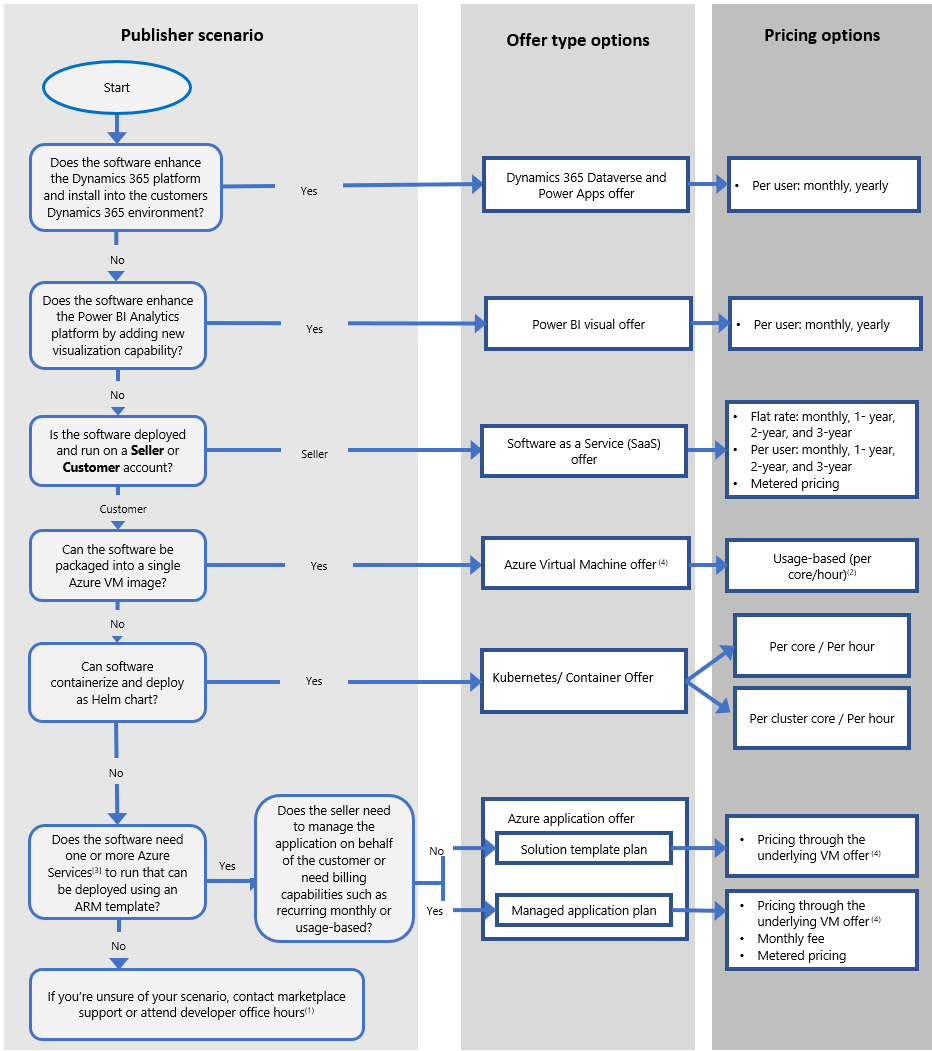 Publisher scenario
Offer type options
Pricing options
Start
Does the software enhance
the Dynamics 365 platform
and install into the customers
Dynamics 365 environment?
Yes
Dynamics 365 Dataverse and
Power Apps offer
• Per user: monthly, yearly
No
Does the software enhance
the Power BI Analytics
platform by adding new
visualization capability?
Yes
Power BI visual offer
• Per user: monthly, yearly
No
Is the software deployed
and run on a Seller or
Customer account?
Seller
Software as a Service (SaaS)
offer
• Flat rate: monthly, 1- year,
2-year, and 3-year
• Per user: monthly, 1- year,
2-year, and 3-year
• Metered pricing
Customer
Can the software be
packaged into a single
Azure VM image?
Yes
Azure Virtual Machine offer (4)
Usage-based (per
core/hour)(2)
No
Can software
containerize and deploy
as Helm chart?
Yes
Kubernetes/ Container Offer
Per core / Per hour
Per cluster core / Per hour
No
Does the software need
one or more Azure
Services[3] to run that can
be deployed using an
ARM template?
Yes
Does the seller need
to manage the
application on behalf
of the customer or
need billing
capabilities such as
recurring monthly or
usage-based?
No
Yes
Azure application offer
Solution template plan
Managed application plan
• Pricing through the
underlying VM offer (4)
• Pricing through the
underlying VM offer (4)
• Monthly fee
• Metered pricing
No
If you’re unsure of your scenario, contact marketplace
support or attend developer office hours(1)